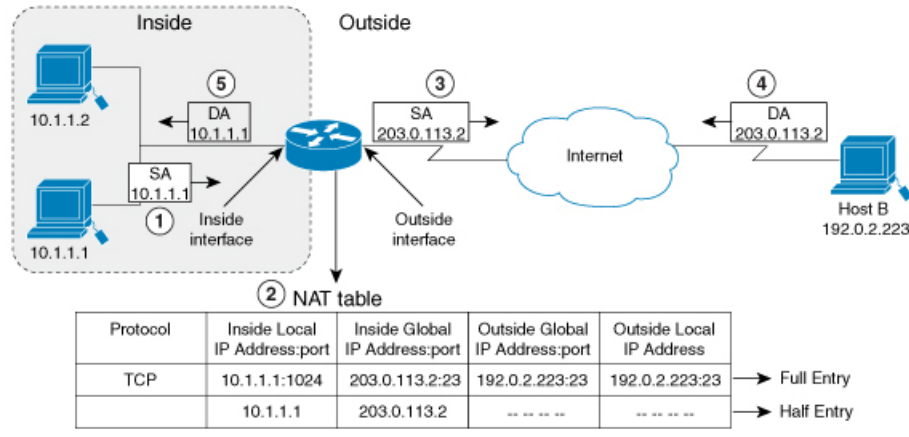 Inside
Outside
5
3
4
DA
10.1.1.1
SA
203.0.113.2
DA
203.0.113.2
10.1.1.2
Internet
SA
10.1.1.1
1
Inside
interface
Outside
interface
Host B
192.0.2.223
10.1.1.1
2 NAT table
Protocol
Inside Local
IP Address:port
Inside Global
IP Address:port
Outside Global
IP Address:port
Outside Local
IP Address
TCP 10.1.1.1:1024 203.0.113.2:23 192.0.2.223:23 192.0.2.223:23 Full Entry
10.1.1.1 203.0.113.2 -- -- -- -- -- -- -- -- Half Entry